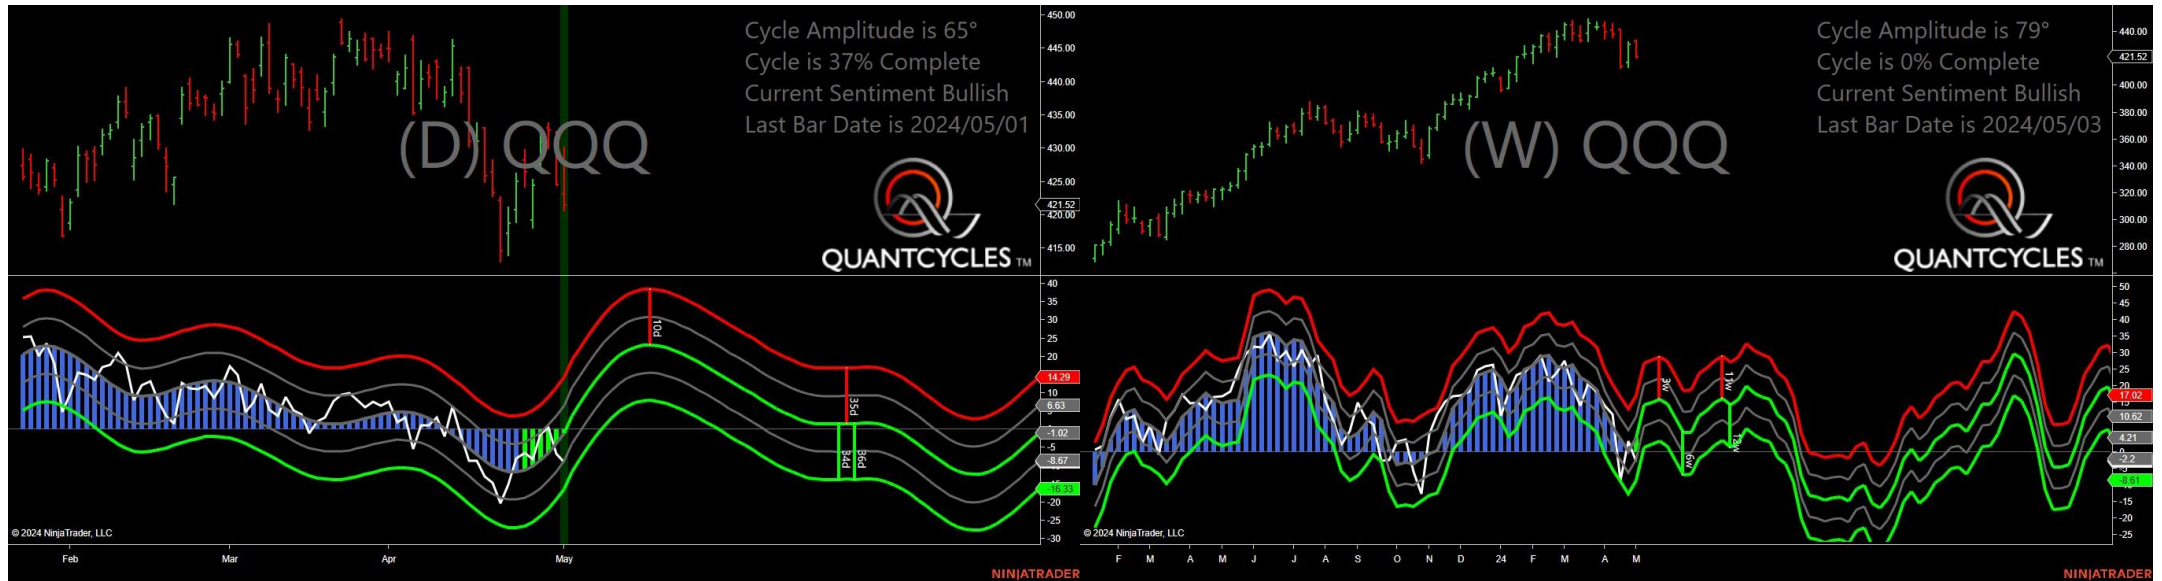 Cycle Amplitude is 65°
Cycle is 37% Complete
Current Sentiment Bullish
Last Bar Date is 2024/05/01
(D) QQQ
QUANTCYCLES TM
450.00
445.00
440.00
435.00
430.00
425.00
421.52
420.00
415.00
40
35
30
25
20
14.29
10
6.63
-1.02
-5
-8.67
-16.33
-20
-25
-30
10d
35d
34d
36d
© 2024 NinjaTrader, LLC
Feb
Mar
Apr
May
NINJATRADER
Cycle Amplitude is 79°
Cycle is 0% Complete
Current Sentiment Bullish
Last Bar Date is 2024/05/03
(W) QQQ
QUANTCYCLES TM
440.00
421.52
400.00
380.00
360.00
340.00
320.00
300.00
280.00
50
45
40
35
30
25
20
17.02
10.62
4.21
-2.2
-8.61
-15
-20
-25
3w
11w
6w
12w
© 2024 NinjaTrader, LLC
F
M
A
M
J
J
A
S
O
N
D
24
F
M
A
M
NINJATRADER